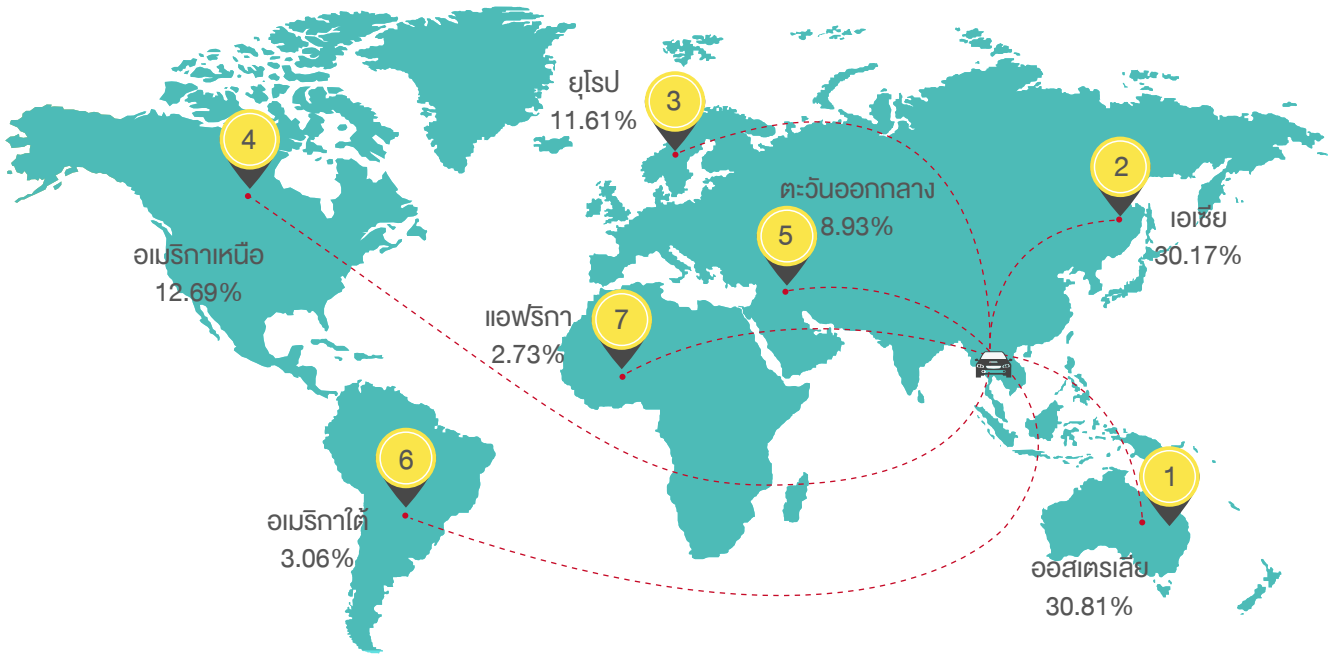 ยุโรป
11.61%
3
4
อเมริกาเหนือ
12.69%
2
เอเซีย
30.17%
ตะวันออกกลาง
8.93%
5
แอฟริกา
2.73%
7
6
อเมริกาใต้
3.06%
1
ออสเตรเลีย
30.81%